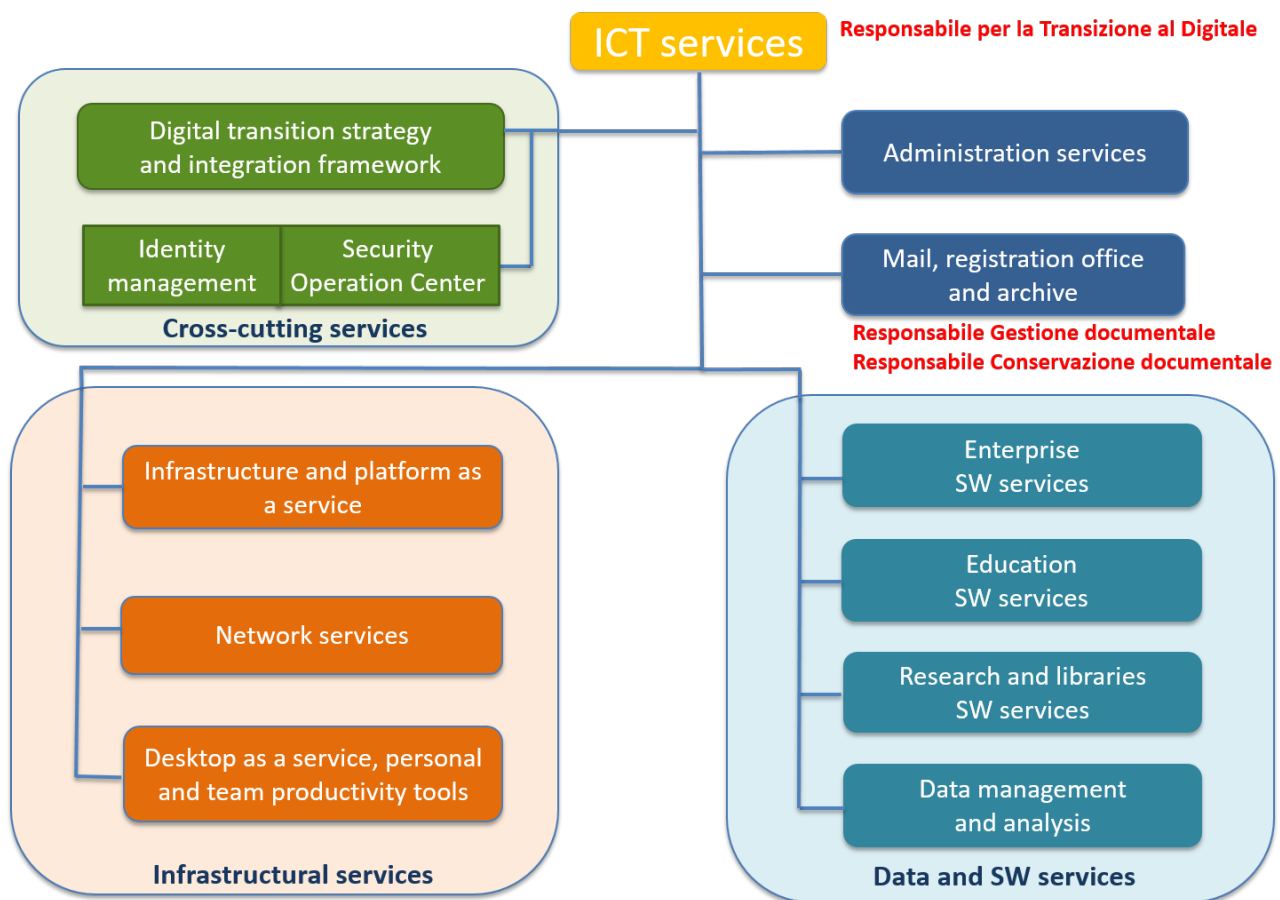 ICT services
Responsabile per la Transizione al Digitale
Digital transition strategy
and integration framework
Identity
management
Security
Operation Center
Cross-cutting services
Administration services
Mail, registration office
and archive
Responsabile Gestione documentale
Responsabile Conservazione documentale
Infrastructure and platform as
a service
Network services
Desktop as a service, personal
and team productivity tools
Infrastructural services
Enterprise
SW services
Education
SW services
Research and libraries
SW services
Data management
and analysis
Data and SW services